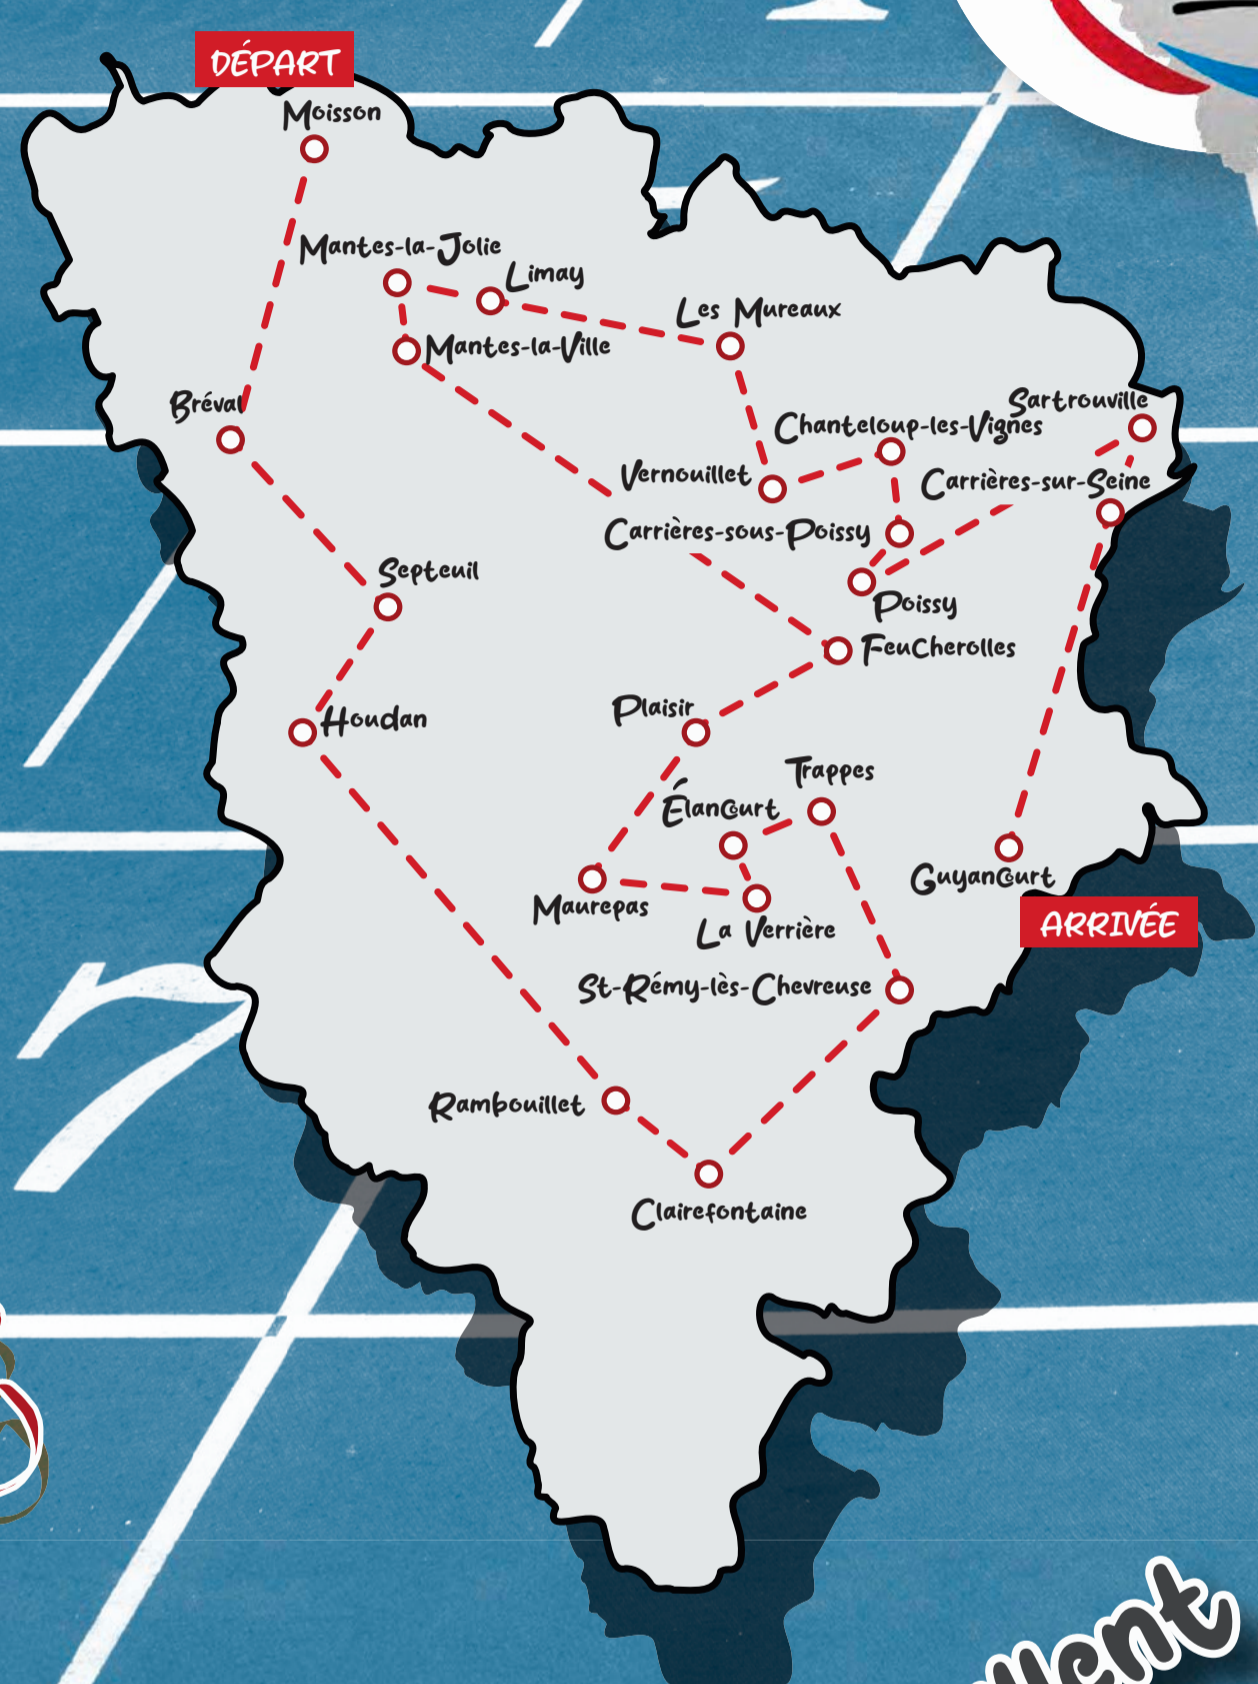 DÉPART
Moisson
Mantes-la-Jolie
Limay
Les Mureaux
Mantes-la-Ville
Bréval
Sartrouville
Chanteloup-les-Vignes
Vernouillet
Carrières-sur-Seine
Carrières-sous-Poissy
Septeuil
Poissy
FeuCherolles
Plaisir
Houdan
Trappes
Élancourt
Guyancourt
Maurepas
La Verrière
ARRIVÉE
St-Rémy-lès-Chevreuse
7
Rambouillet
Clairefontaine